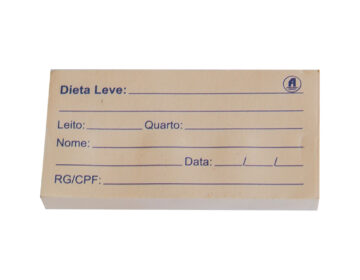 Dieta Leve:
Leito: Quarto:
Nome:
Data: / /
RG/CPF: